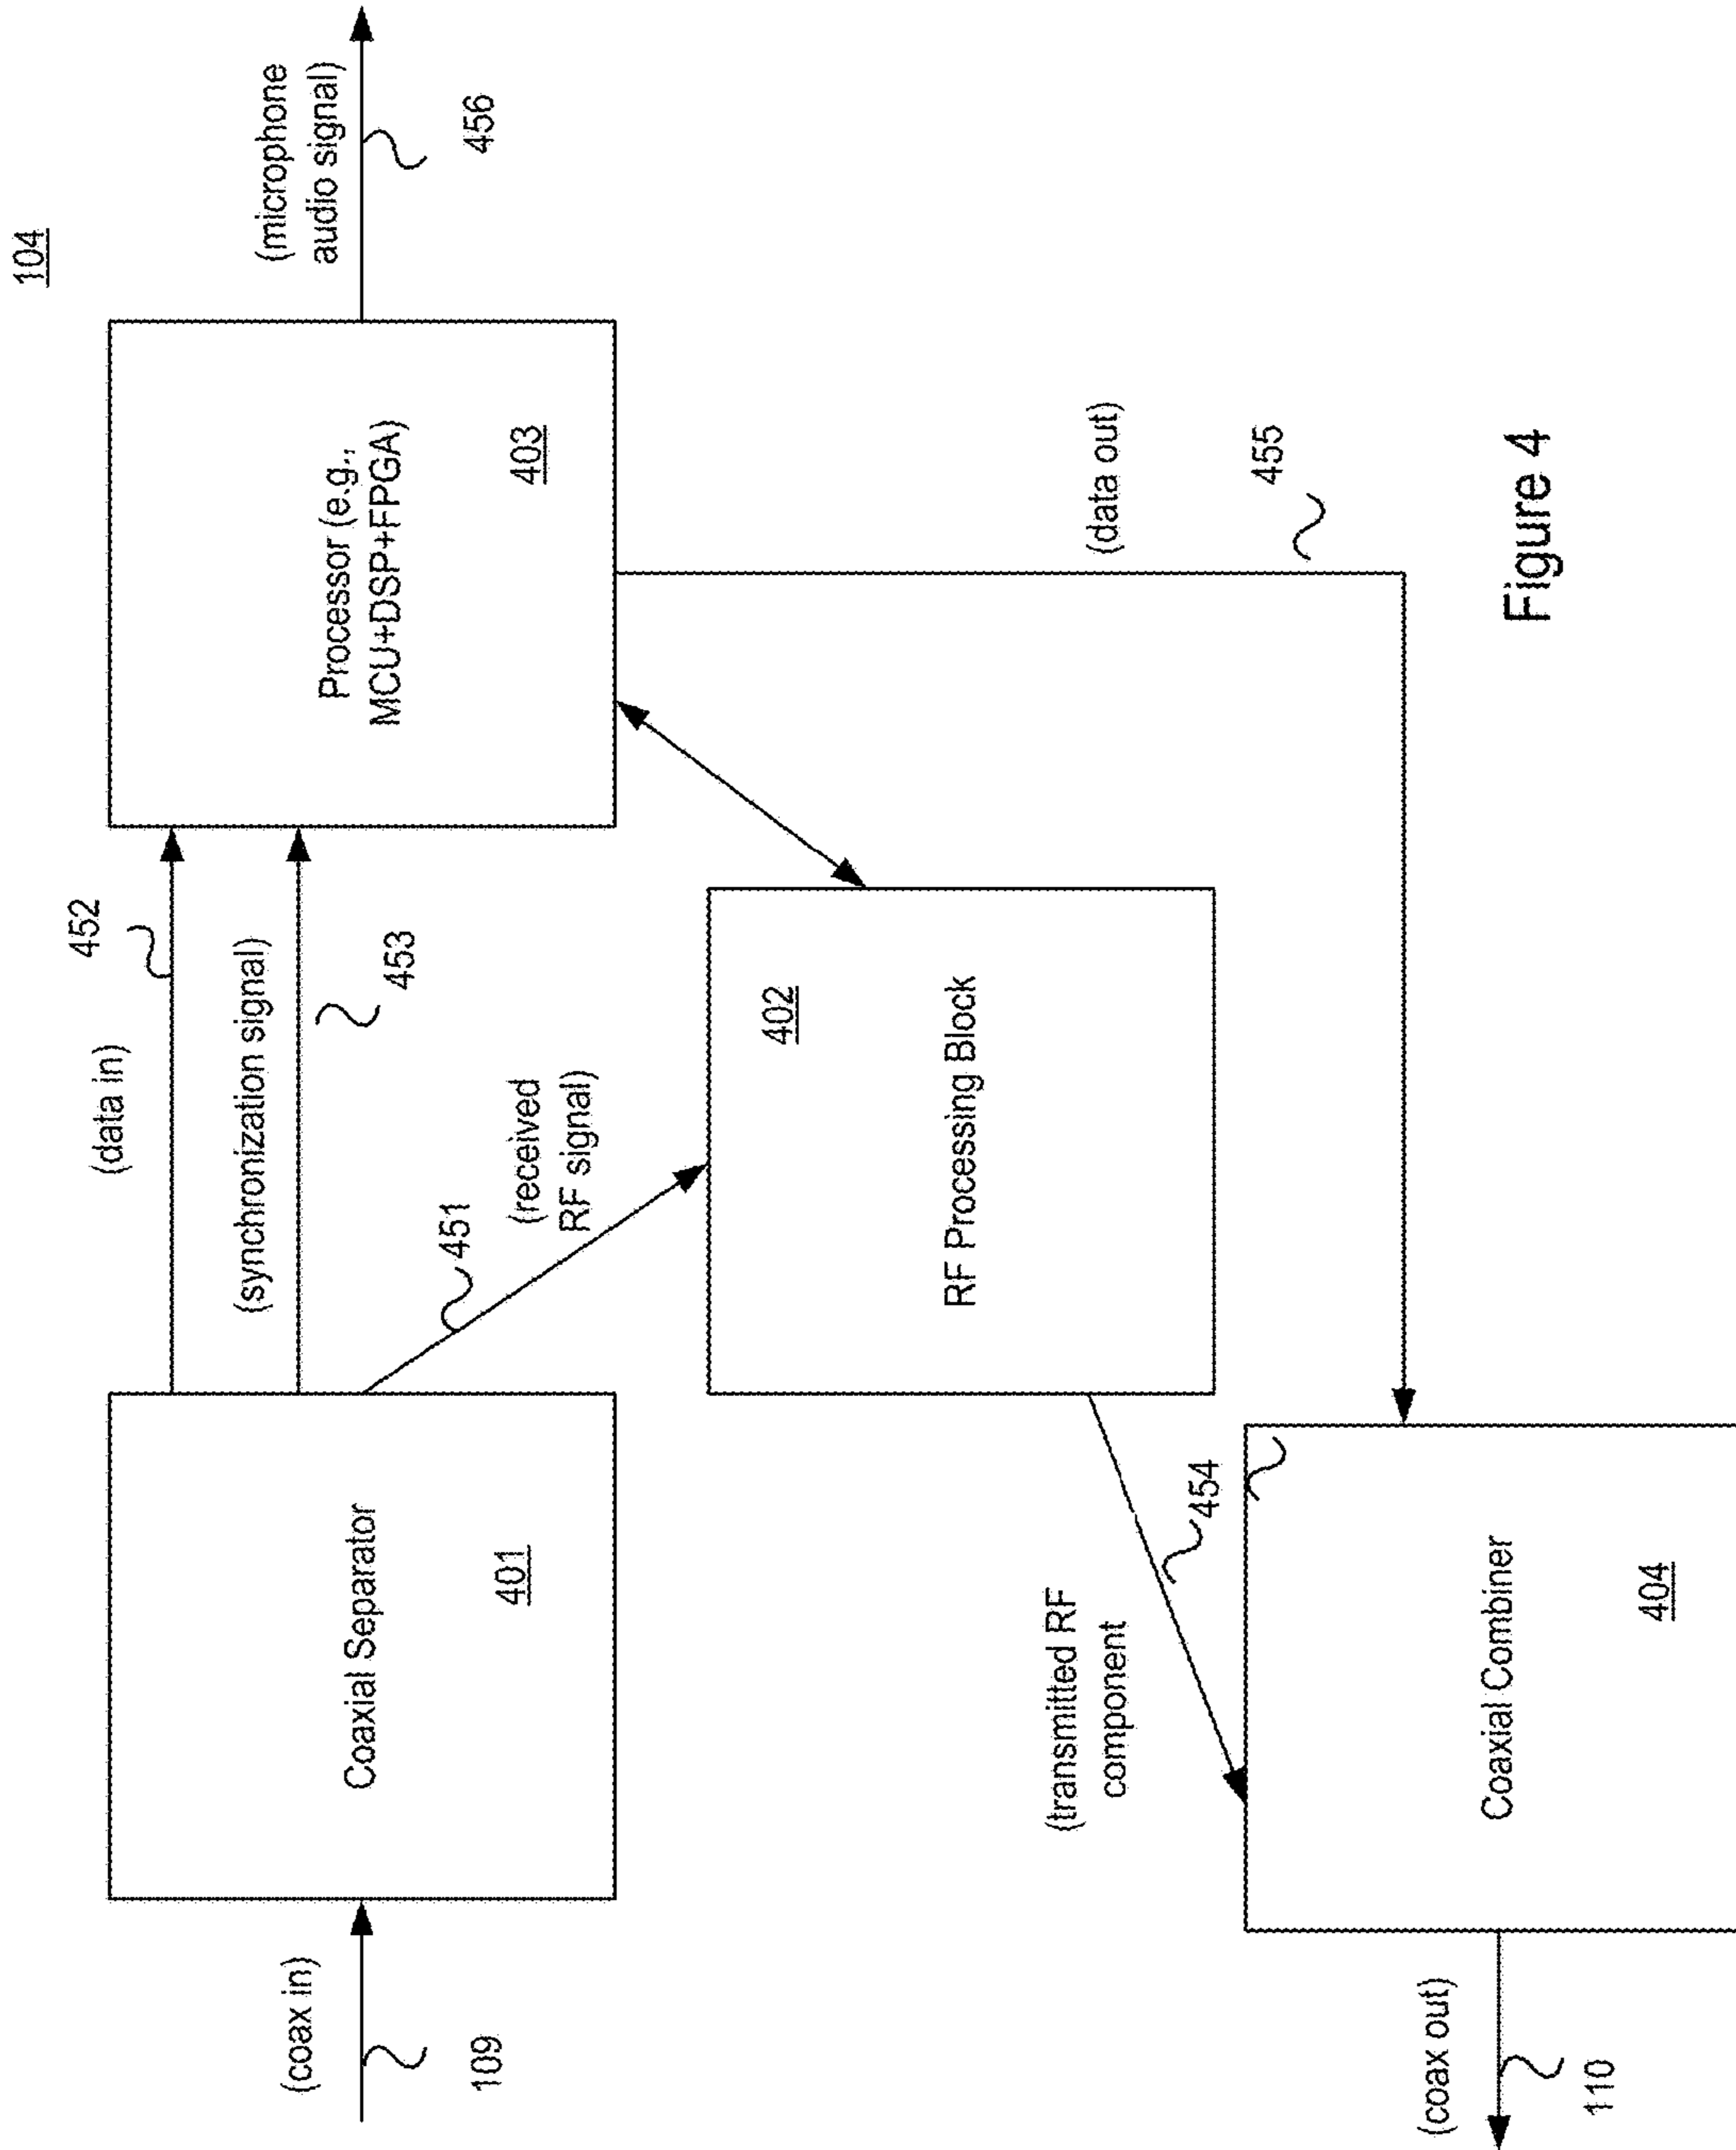 104
(coax in)
109
Coaxial Separator
401
(data in)
452
(synchronization signal)
453
451
(received
RF signal)
Processor (e.g.,
MCU+DSP+FPGA)
403
(microphone
audio signal)
456
402
RF Processing Block
(transmitted RF
component
454
(data out)
455
Coaxial Combiner
404
(coax out)
110
Figure 4